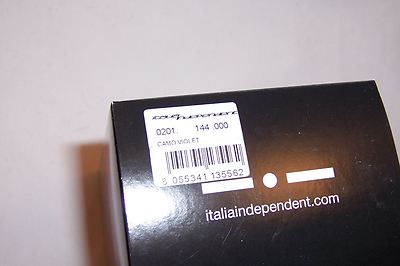 italia independent
0201. 144 .000
CAMO VIOLET
8 055341 135562
italiaindependent.com